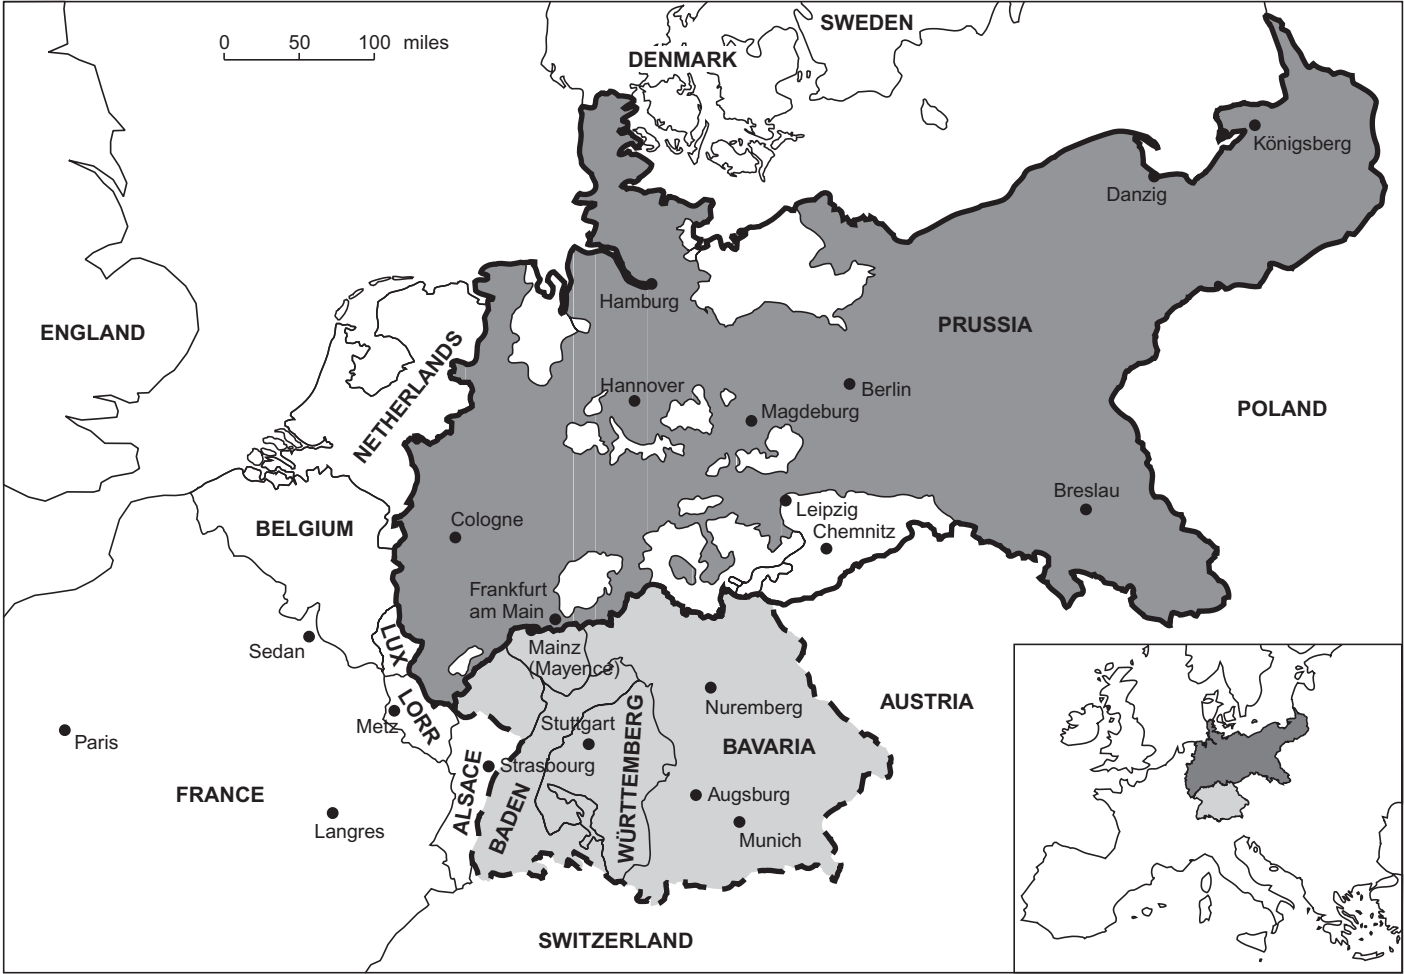 SWEDEN
0 50 100 miles
DENMARK
Königsberg
Danzig
Hamburg
ENGLAND
PRUSSIA
NETHERLANDS
Hannover
Berlin
Magdeburg
POLAND
Breslau
Leipzig
Cologne
BELGIUM
Chemnitz
Frankfurt
am Main
LUX
Sedan
Mainz
(Mayence)
AUSTRIA
LORR
Nuremberg
Metz
Stuttgart
WÜRTTEMBERG
Paris
BAVARIA
Strasbourg
ALSACE
BADEN
FRANCE
Augsburg
Langres
Munich
SWITZERLAND